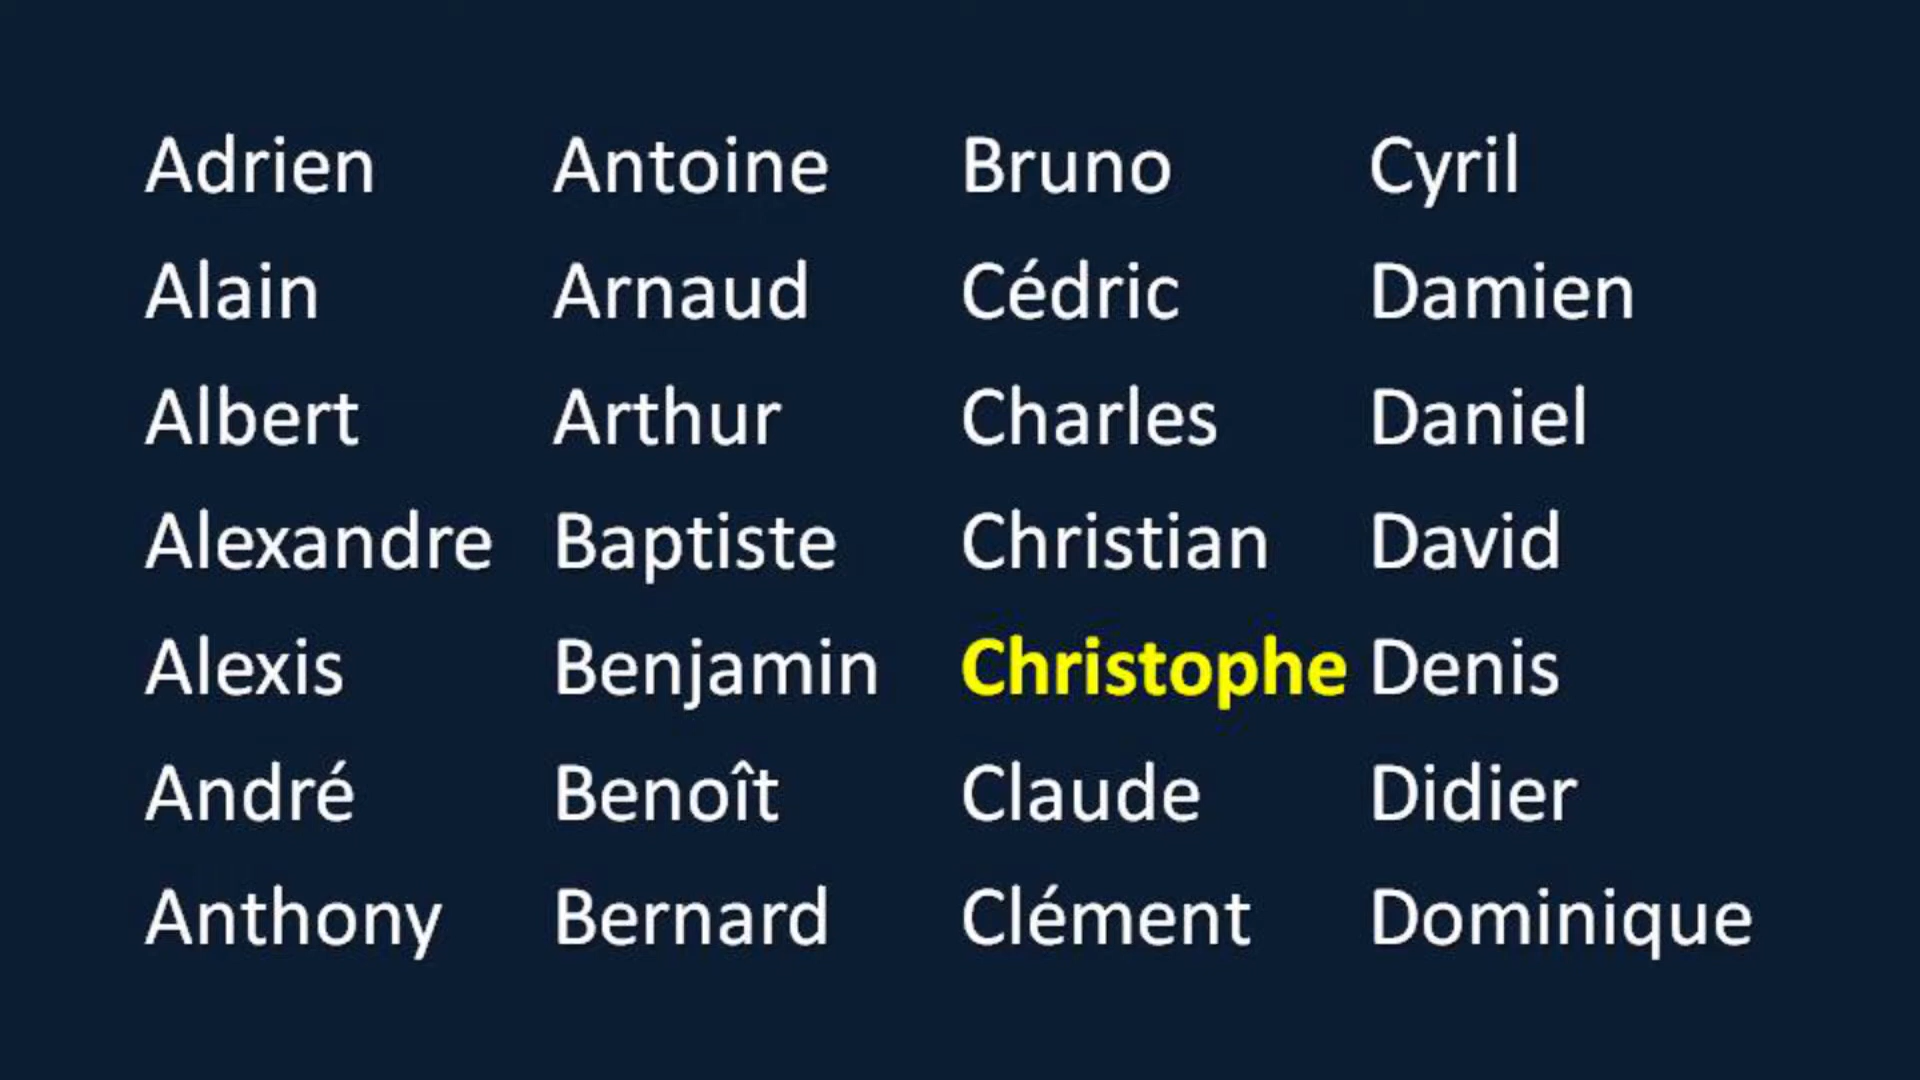 Adrien Antoine Bruno Cyril
Alain Arnaud Cédric Damien
Albert Arthur Charles Daniel
Alexandre Baptiste Christian David
Alexis Benjamin Christophe Denis
André Benoît Claude Didier
Anthony Bernard Clément Dominique